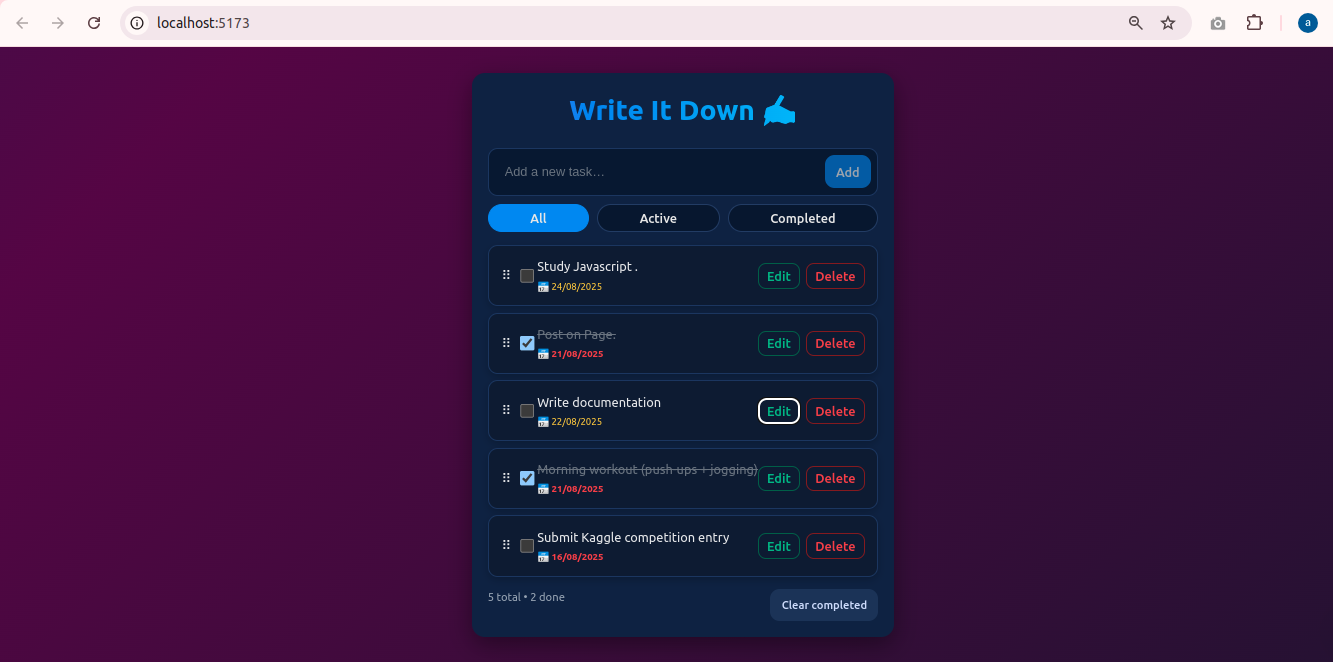 localhost:5173
a
Write It Down ✍
Add a new task…
Add
All
Active
Completed
Study Javascript .
24/08/2025
Edit
Delete
Post on Page.
21/08/2025
Edit
Delete
Write documentation
22/08/2025
Edit
Delete
Morning workout (push-ups + jogging)
21/08/2025
Edit
Delete
Submit Kaggle competition entry
16/08/2025
Edit
Delete
5 total • 2 done
Clear completed